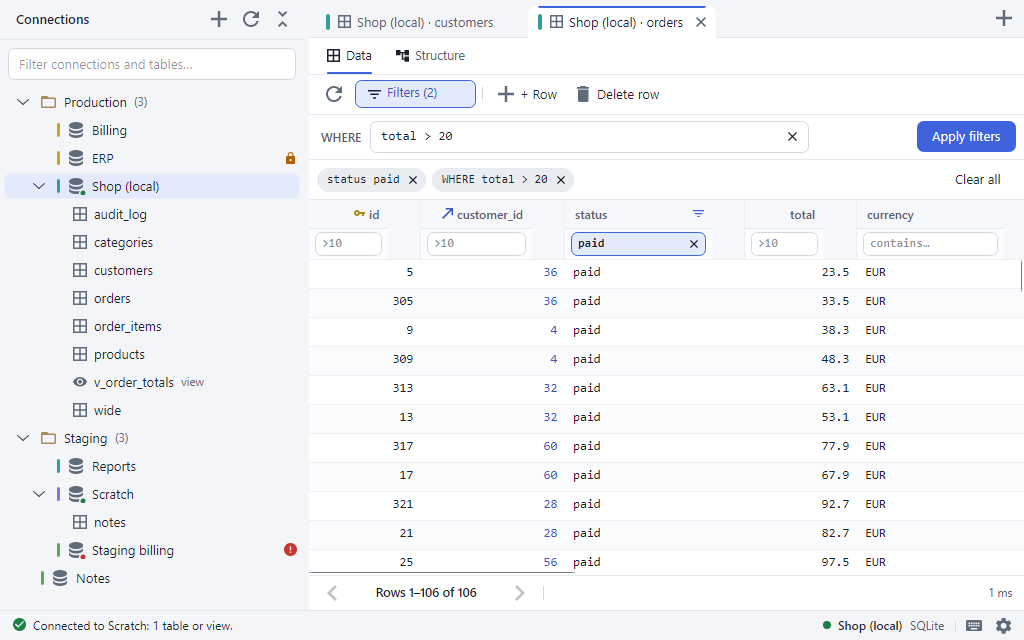 Connections
Filter connections and tables...
Production (3)
Billing
ERP
Shop (local)
audit_log
categories
customers
orders
order_items
products
v_order_totals view
wide
Staging (3)
Reports
Scratch
notes
Staging billing
Notes
Shop (local) · customers
Shop (local) · orders
Data
Structure
Filters (2)
+ Row
Delete row
WHERE total > 20
Apply filters
status paid
WHERE total > 20
Clear all
id customer_id status total currency
>10 >10 paid >10 contains…
5 36 paid 23.5 EUR
305 36 paid 33.5 EUR
9 4 paid 38.3 EUR
309 4 paid 48.3 EUR
313 32 paid 63.1 EUR
13 32 paid 53.1 EUR
317 60 paid 77.9 EUR
17 60 paid 67.9 EUR
321 28 paid 92.7 EUR
21 28 paid 82.7 EUR
25 56 paid 97.5 EUR
Rows 1–106 of 106
1 ms
Connected to Scratch: 1 table or view.
Shop (local) SQLite